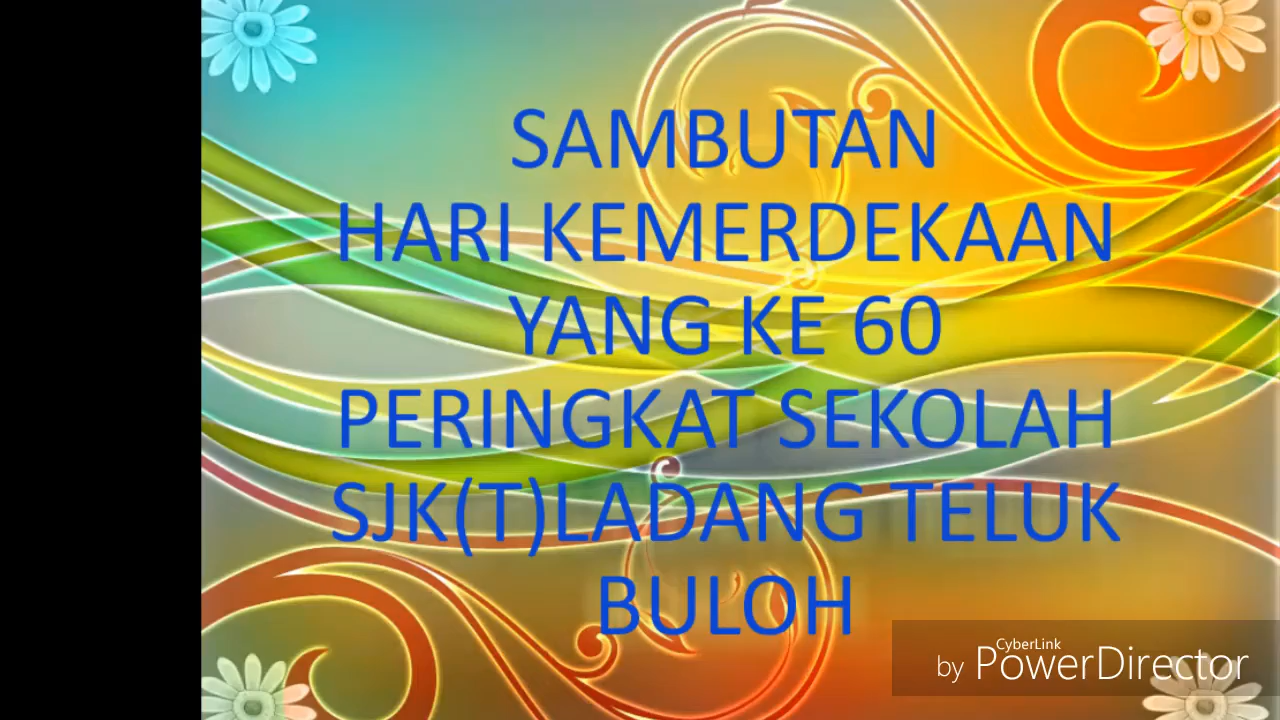 SAMBUTAN
HARI KEMERDEKAAN
YANG KE 60
PERINGKAT SEKOLAH
SJK(T)LADANG TELUK
BULOH
CyberLink
by PowerDirector